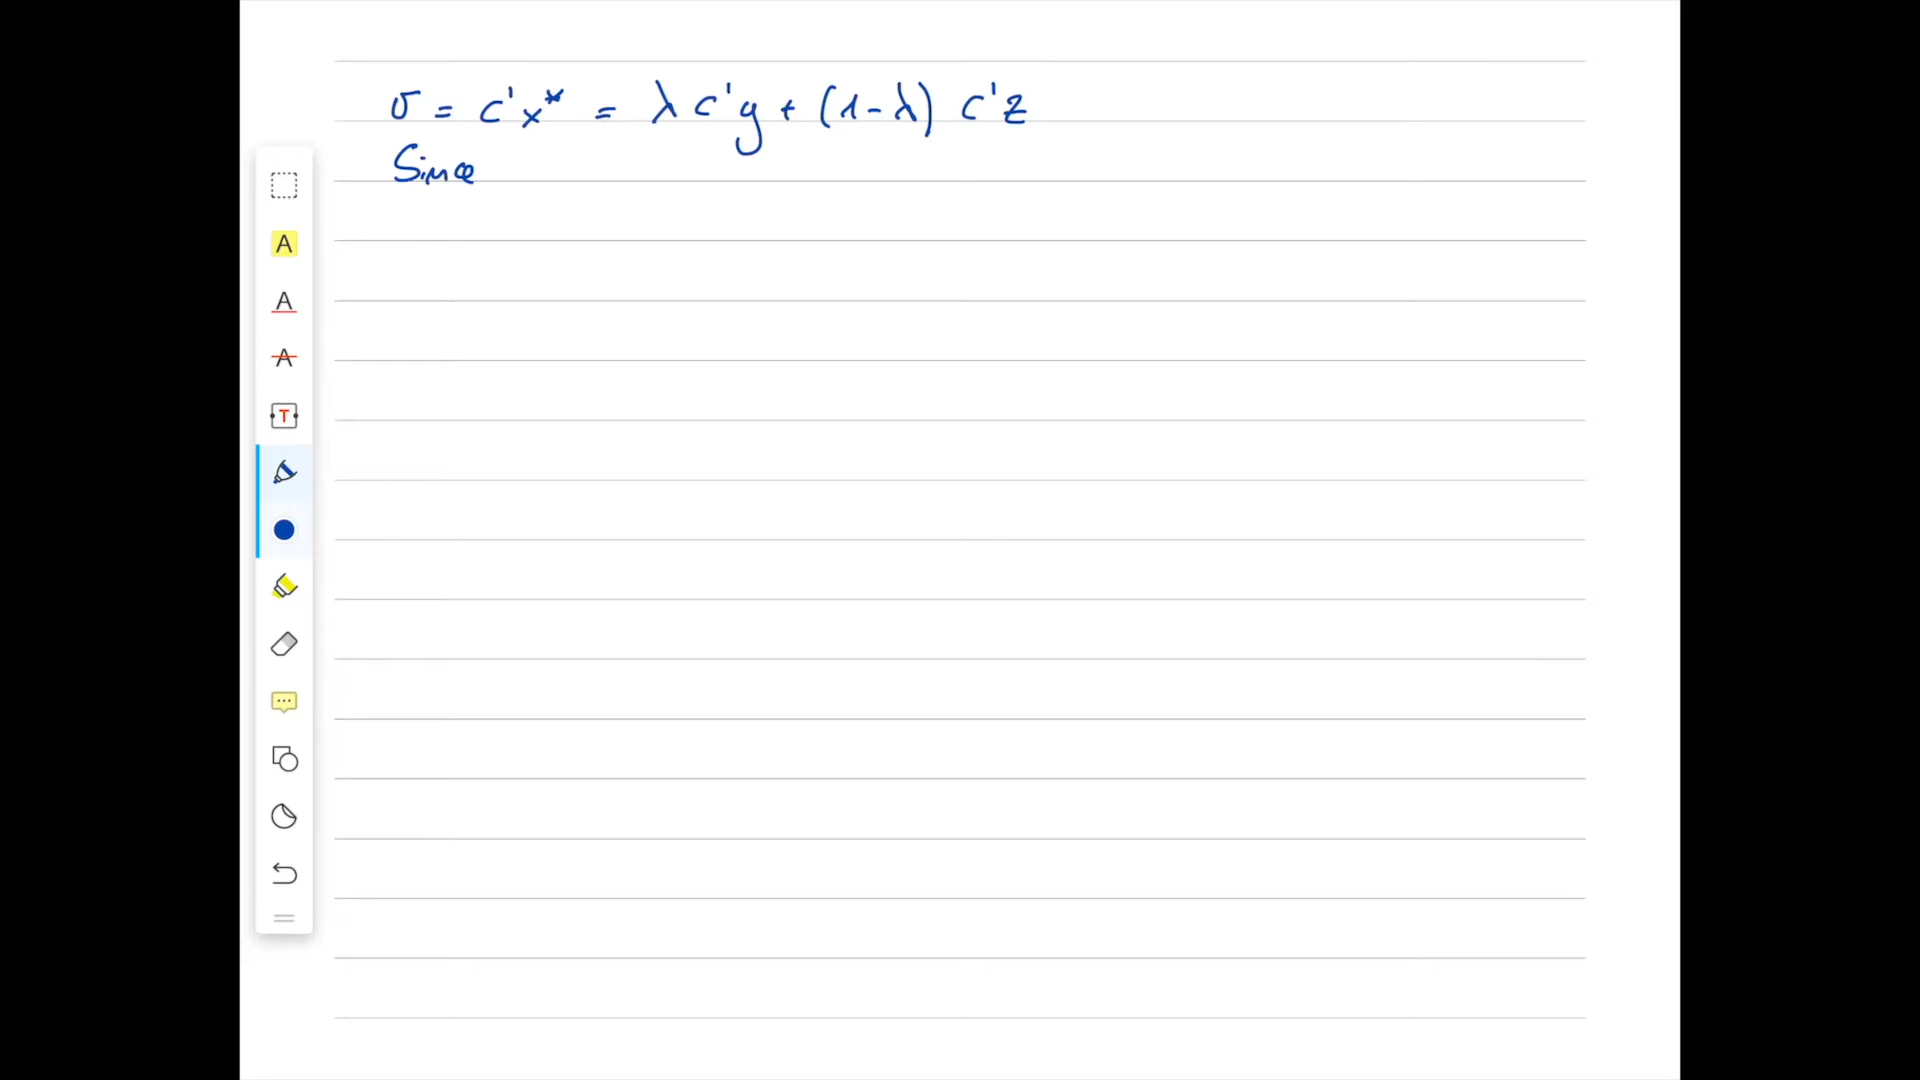 v = c'x* = λ c'y + (1-λ) c'z
Since
A
A
A
T